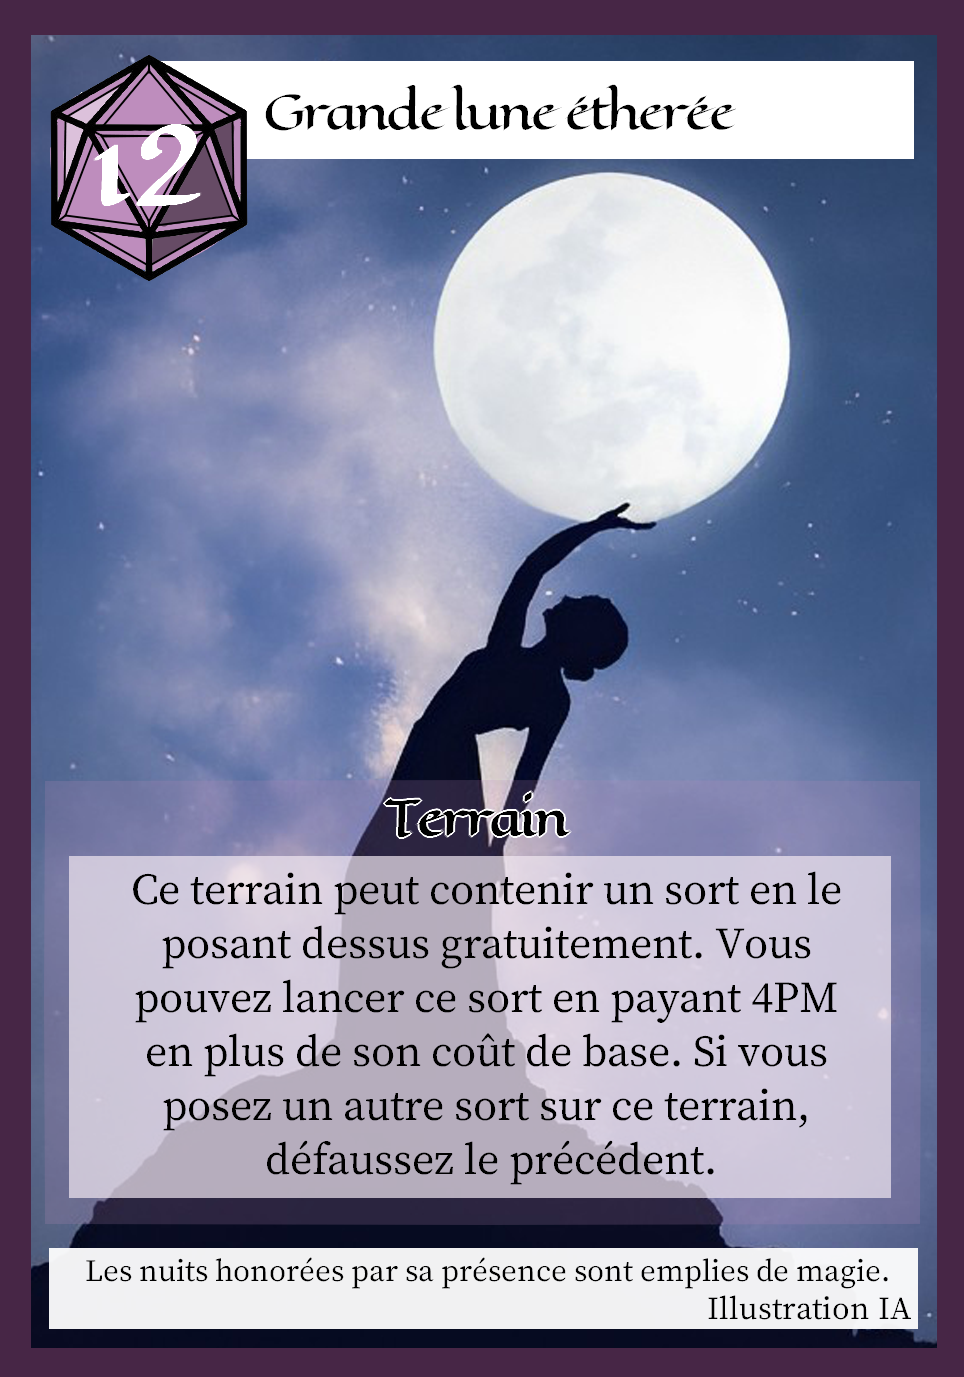 12
Grande lune étherée
Terrain
Ce terrain peut contenir un sort en le
posant dessus gratuitement. Vous
pouvez lancer ce sort en payant 4PM
en plus de son coût de base. Si vous
posez un autre sort sur ce terrain,
défaussez le précédent.
Les nuits honorées par sa présence sont emplies de magie.
Illustration IA